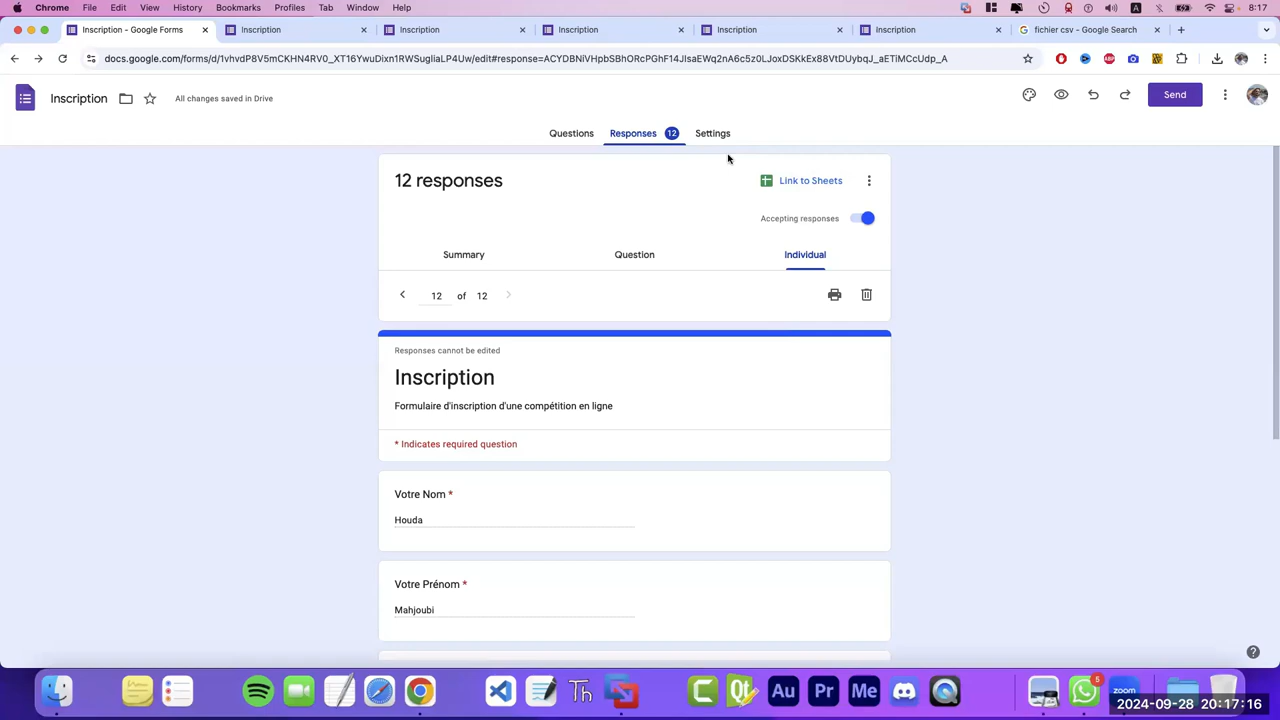 Chrome File Edit View History Bookmarks Profiles Tab Window Help 8:17
Inscription - Google Forms Inscription Inscription Inscription Inscription Inscription fichier csv - Google Search
docs.google.com/forms/d/1vhvdP8V5mCKHN4RV0_XT16YwuDixn1RWSugliaLP4Uw/edit#response=ACYDBNiVHpbSBhORcPGhF14JIsaEWq2nA6c5z0LJoxDSKkEx88VtDUybqJ_aETiMCcUdp_A
Inscription All changes saved in Drive Send
Questions Responses 12 Settings
12 responses Link to Sheets
Accepting responses
Summary Question Individual
12 of 12
Responses cannot be edited
Inscription
Formulaire d'inscription d'une compétition en ligne
* Indicates required question
Votre Nom *
Houda
Votre Prénom *
Mahjoubi
5
zoom
2024-09-28 20:17:16